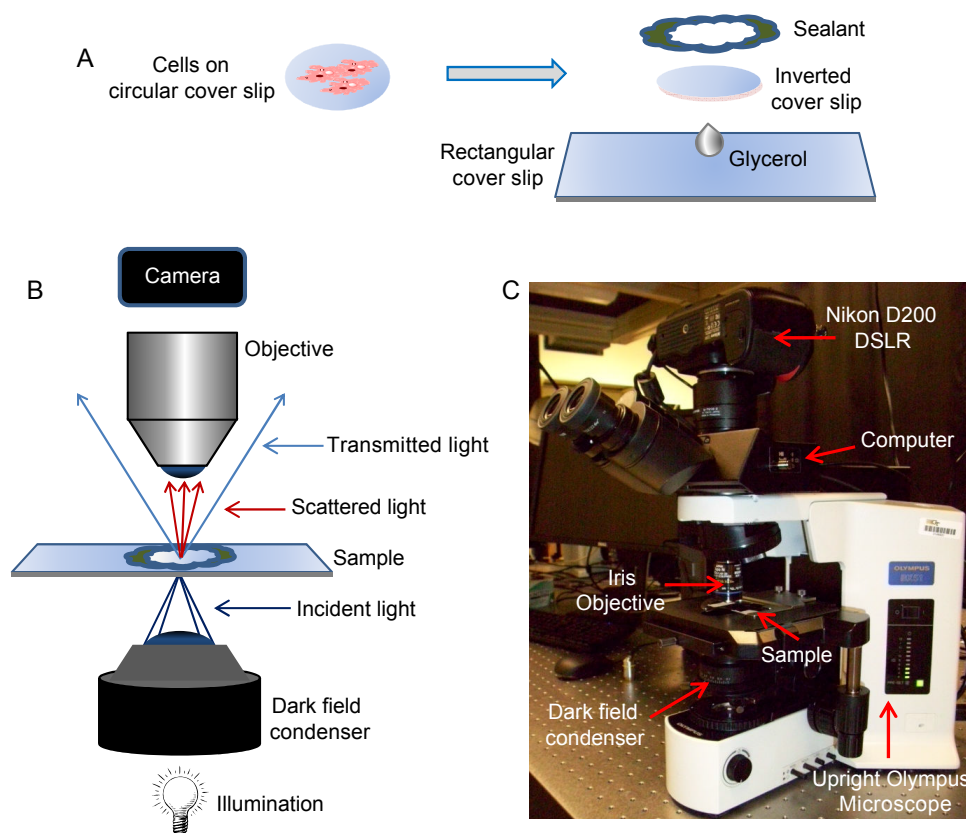 A
Cells on
circular cover slip
Sealant
Inverted
cover slip
Rectangular
cover slip
Glycerol
B
Camera
Objective
Transmitted light
Scattered light
Sample
Incident light
Dark field
condenser
Illumination
C
Nikon D200
DSLR
Computer
OLYMPUS
BX51
Iris
Objective
Sample
Dark field
condenser
Upright Olympus
Microscope